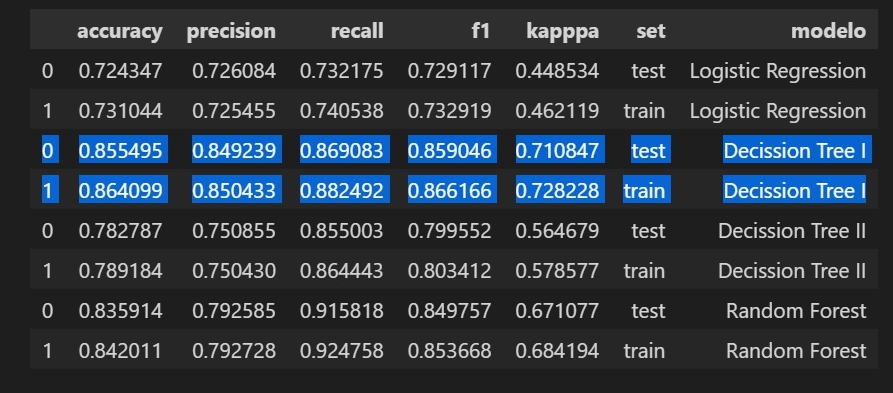 accuracy precision recall f1 kapppa set modelo
0 0.724347 0.726084 0.732175 0.729117 0.448534 test Logistic Regression
1 0.731044 0.725455 0.740538 0.732919 0.462119 train Logistic Regression
0 0.855495 0.849239 0.869083 0.859046 0.710847 test Decission Tree I
1 0.864099 0.850433 0.882492 0.866166 0.728228 train Decission Tree I
0 0.782787 0.750855 0.855003 0.799552 0.564679 test Decission Tree II
1 0.789184 0.750430 0.864443 0.803412 0.578577 train Decission Tree II
0 0.835914 0.792585 0.915818 0.849757 0.671077 test Random Forest
1 0.842011 0.792728 0.924758 0.853668 0.684194 train Random Forest